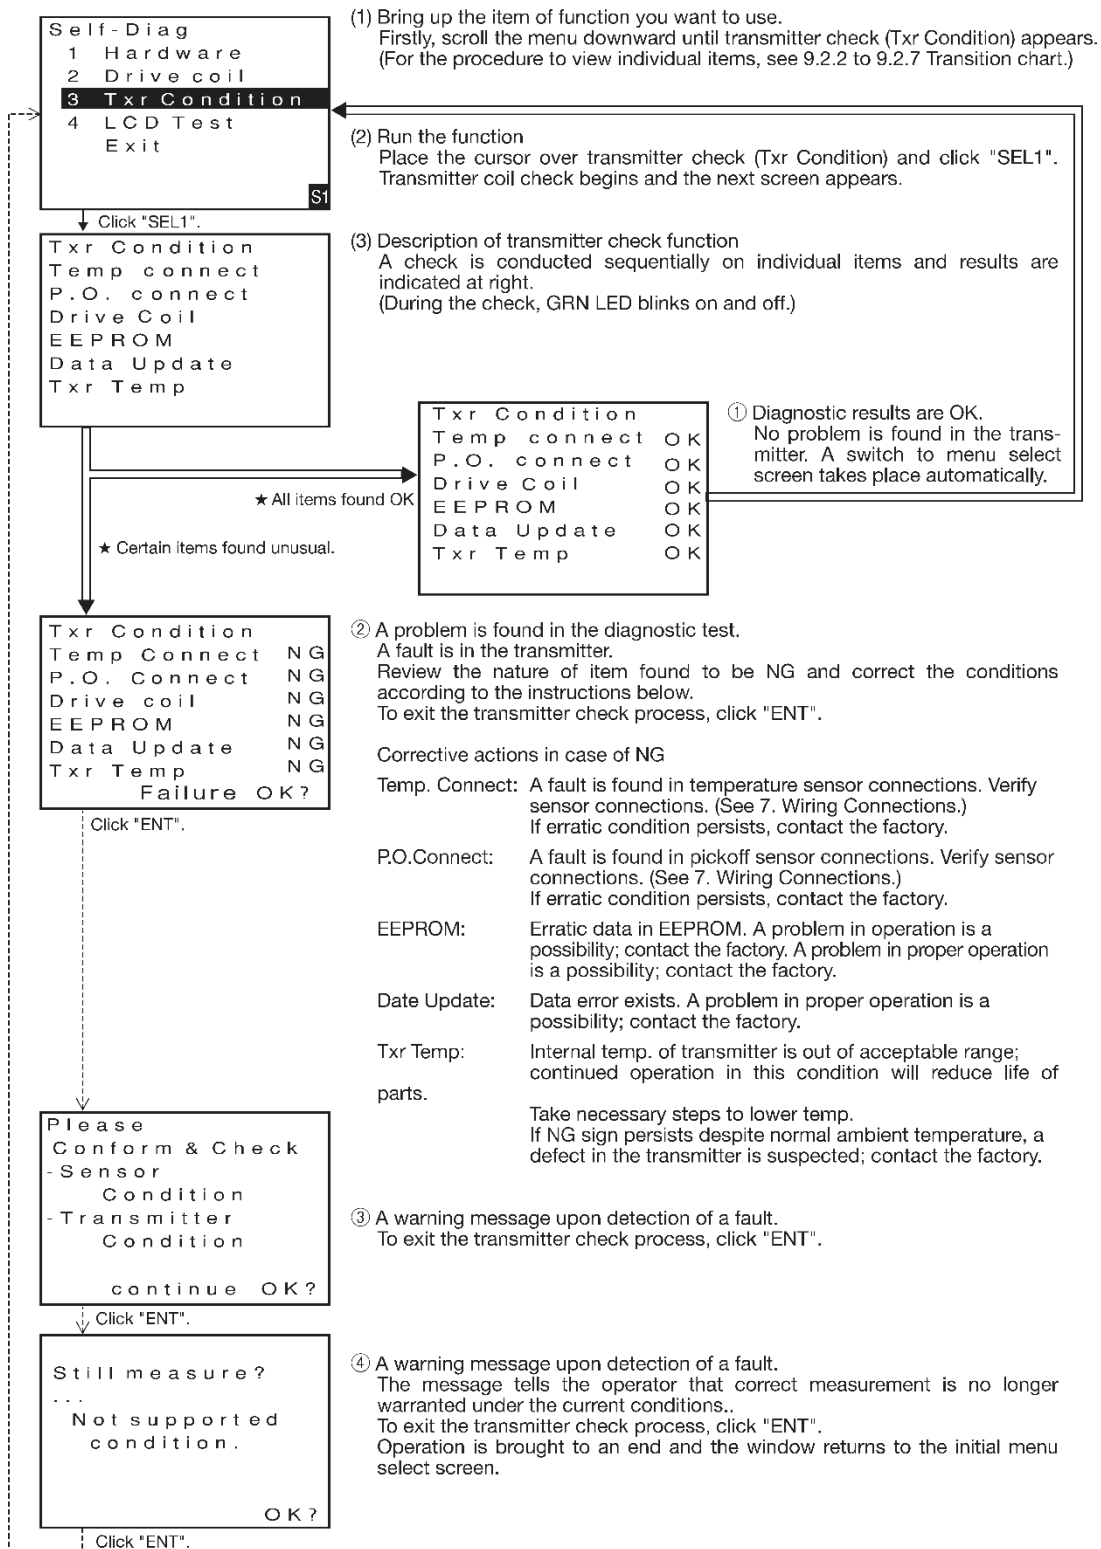 Self-Diag
1 Hardware
2 Drive coil
3 Txr Condition
4 LCD Test
Exit
S1
(1) Bring up the item of function you want to use.
Firstly, scroll the menu downward until transmitter check (Txr Condition) appears.
(For the procedure to view individual items, see 9.2.2 to 9.2.7 Transition chart.)
(2) Run the function
Place the cursor over transmitter check (Txr Condition) and click "SEL1".
Transmitter coil check begins and the next screen appears.
Click "SEL1".
Txr Condition
Temp connect
P.O. connect
Drive Coil
EEPROM
Data Update
Txr Temp
(3) Description of transmitter check function
A check is conducted sequentially on individual items and results are
indicated at right.
(During the check, GRN LED blinks on and off.)
★ All items found OK
Txr Condition
Temp connect OK
P.O. connect OK
Drive Coil OK
EEPROM OK
Data Update OK
Txr Temp OK
① Diagnostic results are OK.
No problem is found in the trans-
mitter. A switch to menu select
screen takes place automatically.
★ Certain items found unusual.
Txr Condition
Temp Connect NG
P.O. Connect NG
Drive coil NG
EEPROM NG
Data Update NG
Txr Temp NG
Failure OK?
Click "ENT".
② A problem is found in the diagnostic test.
A fault is in the transmitter.
Review the nature of item found to be NG and correct the conditions
according to the instructions below.
To exit the transmitter check process, click "ENT".
Corrective actions in case of NG
Temp. Connect: A fault is found in temperature sensor connections. Verify
sensor connections. (See 7. Wiring Connections.)
If erratic condition persists, contact the factory.
P.O.Connect: A fault is found in pickoff sensor connections. Verify sensor
connections. (See 7. Wiring Connections.)
If erratic condition persists, contact the factory.
EEPROM: Erratic data in EEPROM. A problem in operation is a
possibility; contact the factory. A problem in proper operation
is a possibility; contact the factory.
Date Update: Data error exists. A problem in proper operation is a
possibility; contact the factory.
Txr Temp: Internal temp. of transmitter is out of acceptable range;
continued operation in this condition will reduce life of
parts.
Take necessary steps to lower temp.
If NG sign persists despite normal ambient temperature, a
defect in the transmitter is suspected; contact the factory.
Please
Conform & Check
-Sensor
Condition
-Transmitter
Condition
continue OK?
③ A warning message upon detection of a fault.
To exit the transmitter check process, click "ENT".
Click "ENT".
Still measure?
...
Not supported
condition.
OK?
④ A warning message upon detection of a fault.
The message tells the operator that correct measurement is no longer
warranted under the current conditions..
To exit the transmitter check process, click "ENT".
Operation is brought to an end and the window returns to the initial menu
select screen.
Click "ENT".